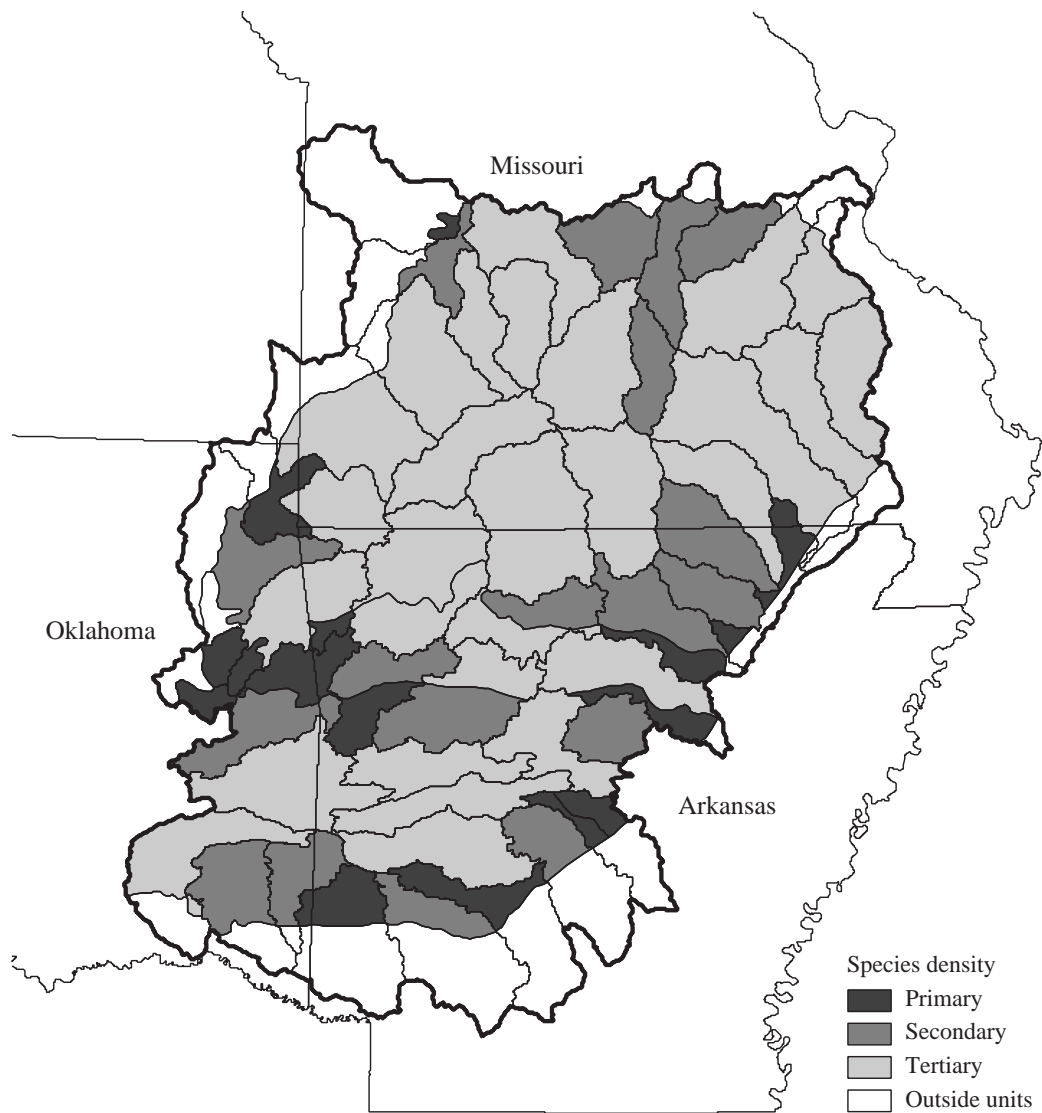 Missouri
Oklahoma
Arkansas
Species density
Primary
Secondary
Tertiary
Outside units